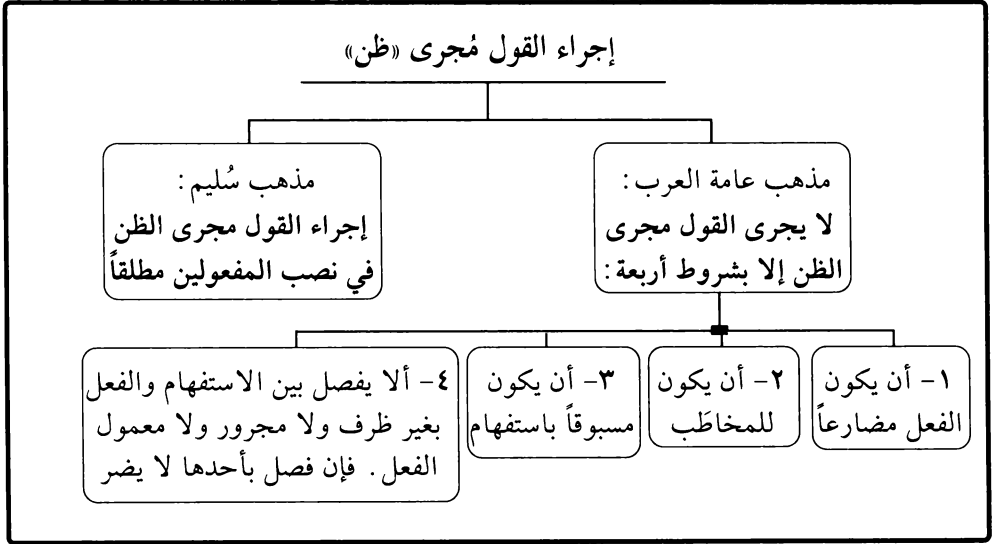 إجراء القول مُجرى «ظن»
مذهب عامة العرب :
لا يجرى القول مجرى
الظن إلا بشروط أربعة :
مذهب سُليم :
إجراء القول مجرى الظن
في نصب المفعولين مطلقاً
١- أن يكون
الفعل مضارعاً
٢- أن يكون
للمخاطَب
٣- أن يكون
مسبوقاً باستفهام
٤- ألا يفصل بين الاستفهام والفعل
بغير ظرف ولا مجرور ولا معمول
الفعل . فإن فصل بأحدها لا يضر